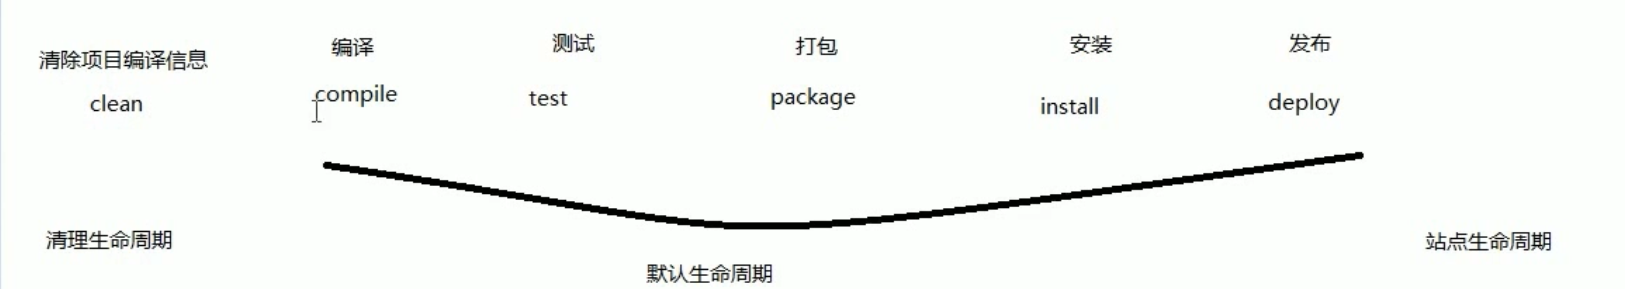 清除项目编译信息
clean
编译
compile
测试
test
打包
package
安装
install
发布
deploy
清理生命周期
默认生命周期
站点生命周期